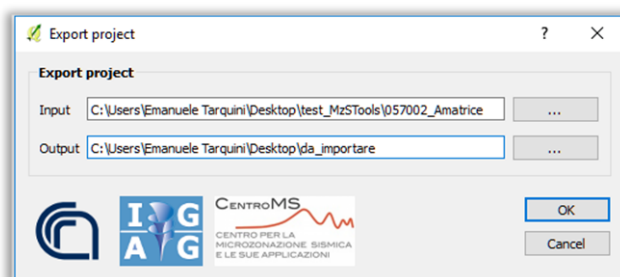 Export project
? ×
Export project
Input C:\Users\Emanuele Tarquini\Desktop\test_MzSTools\057002_Amatrice ...
Output C:\Users\Emanuele Tarquini\Desktop\da_importare ...
CNR
I G
A G
CENTROMS
CENTRO PER LA
MICROZONAZIONE SISMICA
E LE SUE APPLICAZIONI
OK
Cancel